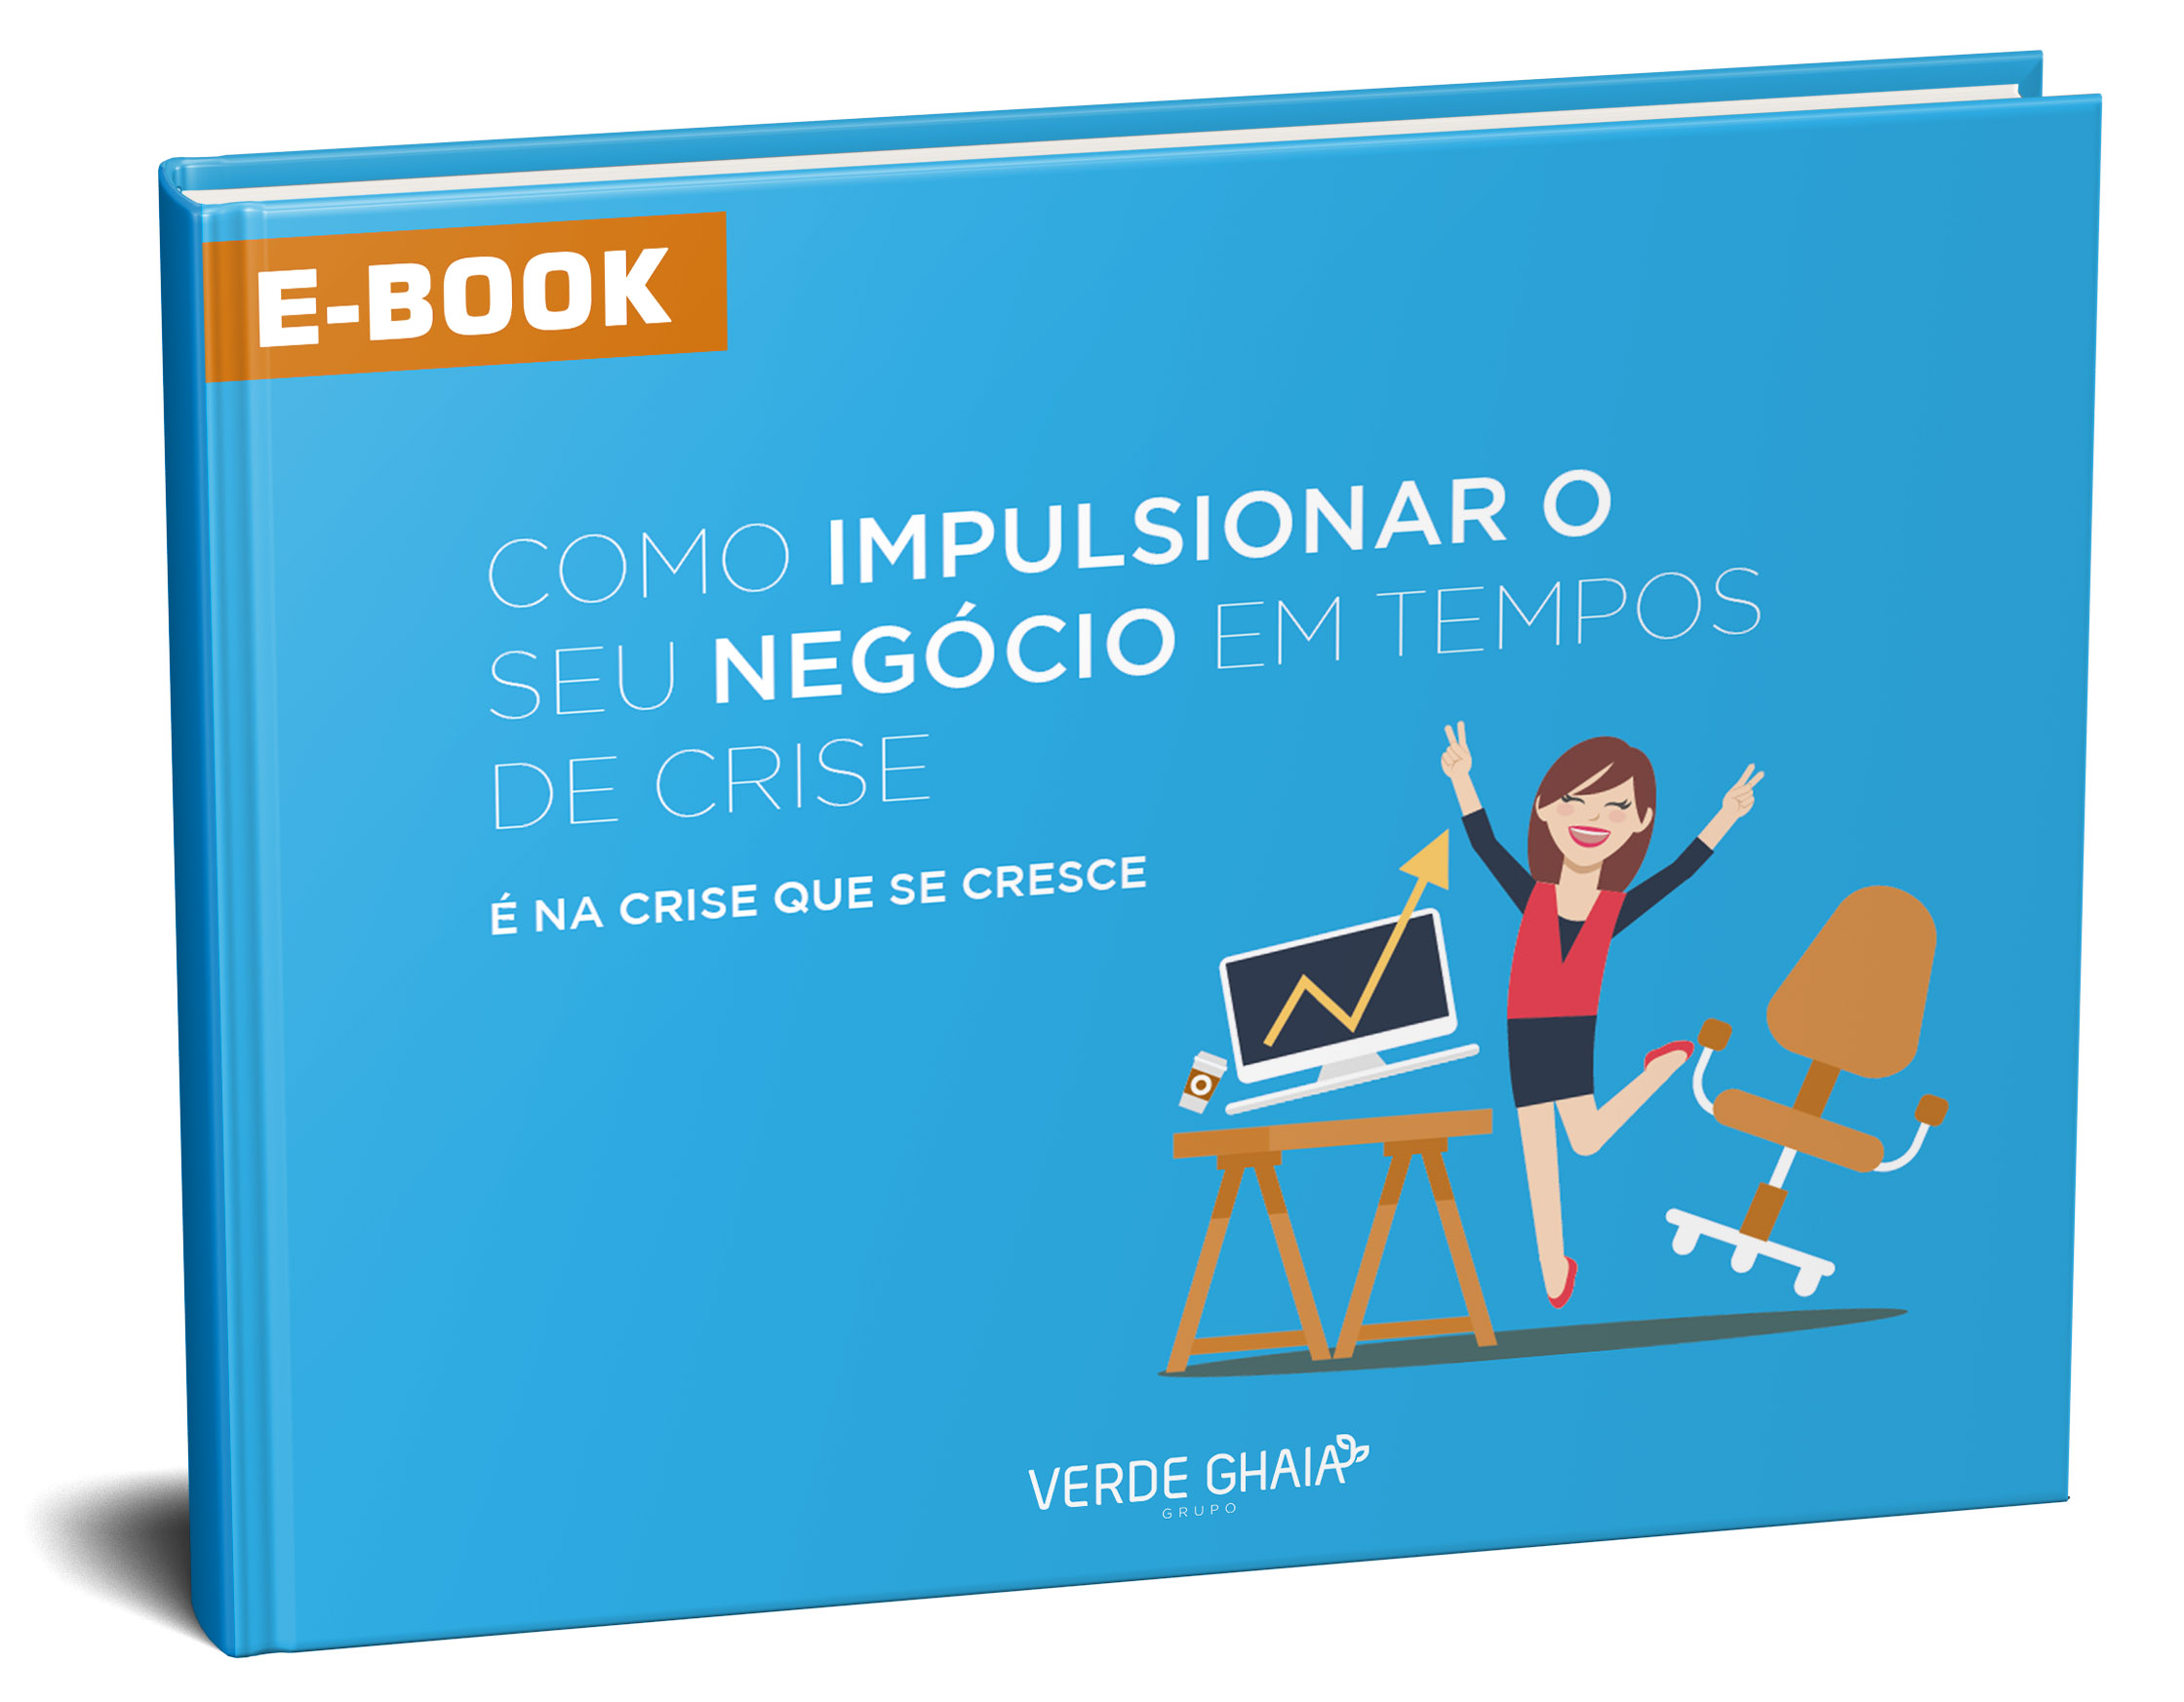 E-BOOK
COMO IMPULSIONAR O
SEU NEGÓCIO EM TEMPOS
DE CRISE
É NA CRISE QUE SE CRESCE
VERDE GHAIA
GRUPO